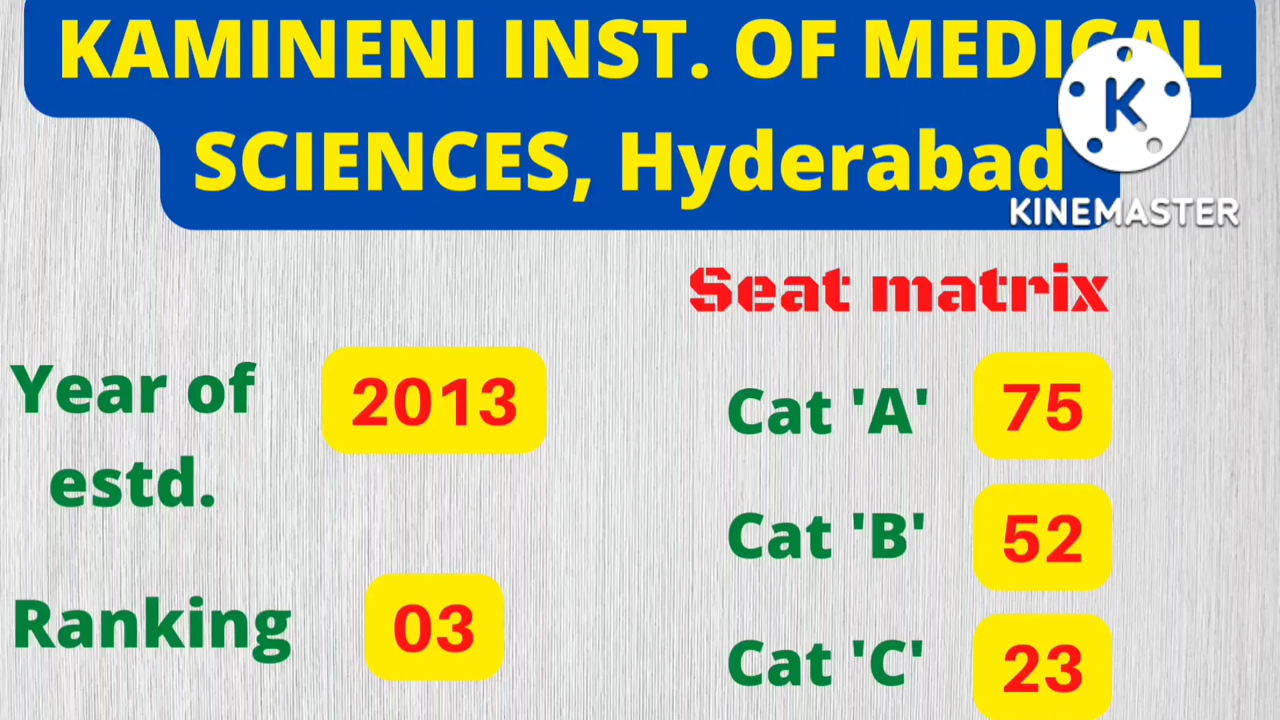 KAMINENI INST. OF MEDICAL
SCIENCES, Hyderabad
K
KINEMASTER
Seat matrix
Year of
estd.
2013
Cat 'A' 75
Cat 'B' 52
Ranking 03
Cat 'C' 23